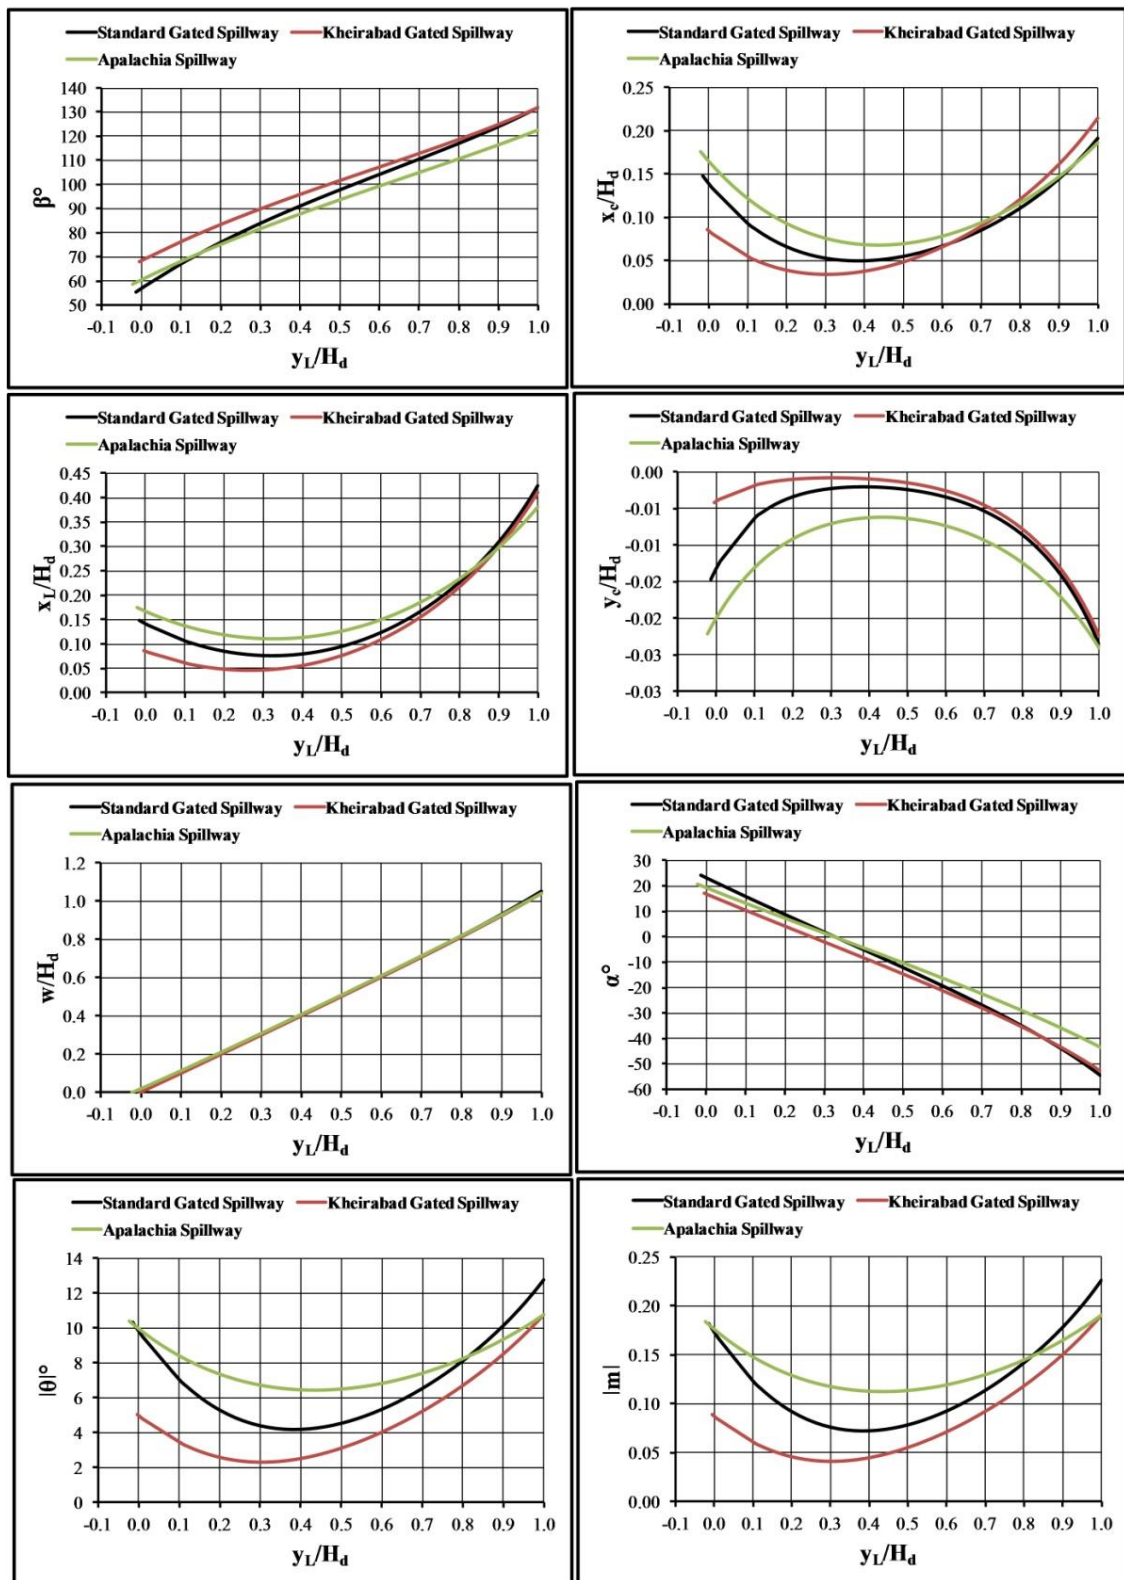 Standard Gated Spillway Kheirabad Gated Spillway
Apalachia Spillway
140
130
120
110
100
90
80
70
60
50
β°
-0.1 0.0 0.1 0.2 0.3 0.4 0.5 0.6 0.7 0.8 0.9 1.0
yL/Hd
Standard Gated Spillway Kheirabad Gated Spillway
Apalachia Spillway
0.25
0.20
0.15
0.10
0.05
0.00
xc/Hd
-0.1 0.0 0.1 0.2 0.3 0.4 0.5 0.6 0.7 0.8 0.9 1.0
yL/Hd
Standard Gated Spillway Kheirabad Gated Spillway
Apalachia Spillway
0.45
0.40
0.35
0.30
0.25
0.20
0.15
0.10
0.05
0.00
xL/Hd
-0.1 0.0 0.1 0.2 0.3 0.4 0.5 0.6 0.7 0.8 0.9 1.0
yL/Hd
Standard Gated Spillway Kheirabad Gated Spillway
Apalachia Spillway
0.00
-0.01
-0.01
-0.02
-0.02
-0.03
-0.03
yc/Hd
-0.1 0.0 0.1 0.2 0.3 0.4 0.5 0.6 0.7 0.8 0.9 1.0
yL/Hd
Standard Gated Spillway Kheirabad Gated Spillway
Apalachia Spillway
1.2
1.0
0.8
0.6
0.4
0.2
0.0
w/Hd
-0.1 0.0 0.1 0.2 0.3 0.4 0.5 0.6 0.7 0.8 0.9 1.0
yL/Hd
Standard Gated Spillway Kheirabad Gated Spillway
Apalachia Spillway
30
20
10
0
-10
-20
-30
-40
-50
-60
α°
-0.1 0.0 0.1 0.2 0.3 0.4 0.5 0.6 0.7 0.8 0.9 1.0
yL/Hd
Standard Gated Spillway Kheirabad Gated Spillway
Apalachia Spillway
14
12
10
8
6
4
2
0
|θ|°
-0.1 0.0 0.1 0.2 0.3 0.4 0.5 0.6 0.7 0.8 0.9 1.0
yL/Hd
Standard Gated Spillway Kheirabad Gated Spillway
Apalachia Spillway
0.25
0.20
0.15
0.10
0.05
0.00
|m|
-0.1 0.0 0.1 0.2 0.3 0.4 0.5 0.6 0.7 0.8 0.9 1.0
yL/Hd